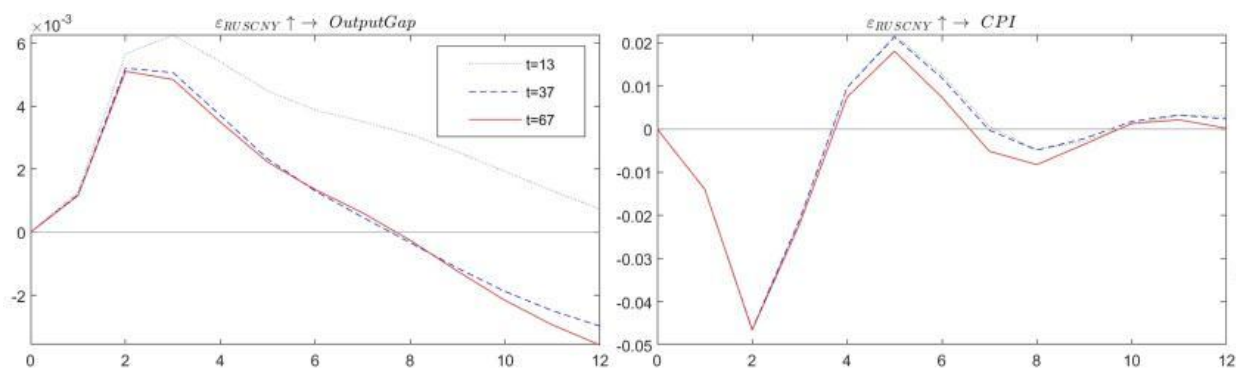 ε_RUSCNY ↑ → OutputGap
×10⁻³
6
4
2
0
-2
0 2 4 6 8 10 12
t=13
t=37
t=67
ε_RUSCNY ↑ → CPI
0.02
0.01
0
-0.01
-0.02
-0.03
-0.04
-0.05
0 2 4 6 8 10 12